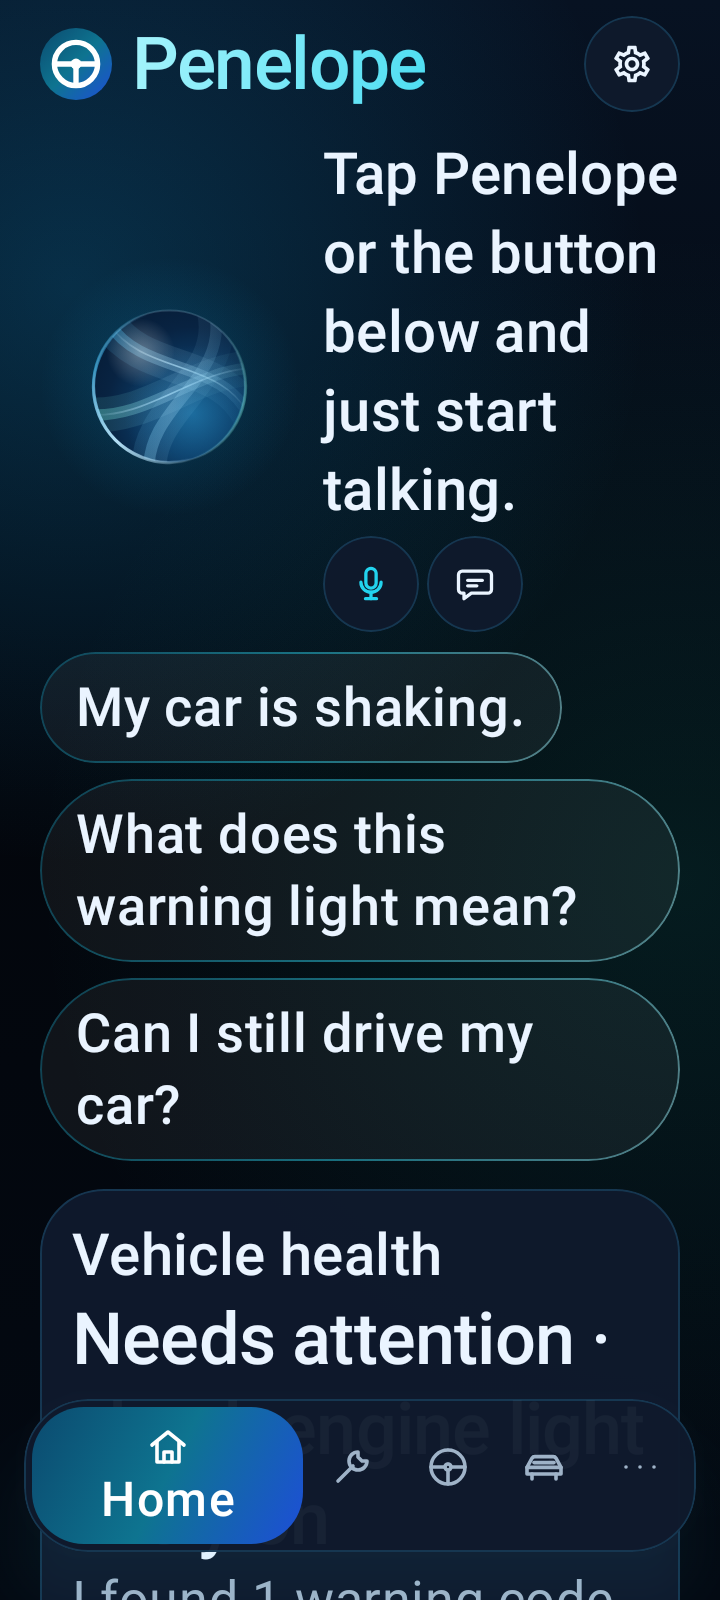 Penelope
Tap Penelope
or the button
below and
just start
talking.
My car is shaking.
What does this
warning light mean?
Can I still drive my
car?
Vehicle health
Needs attention ·
engine light
Home
I found 1 warning code